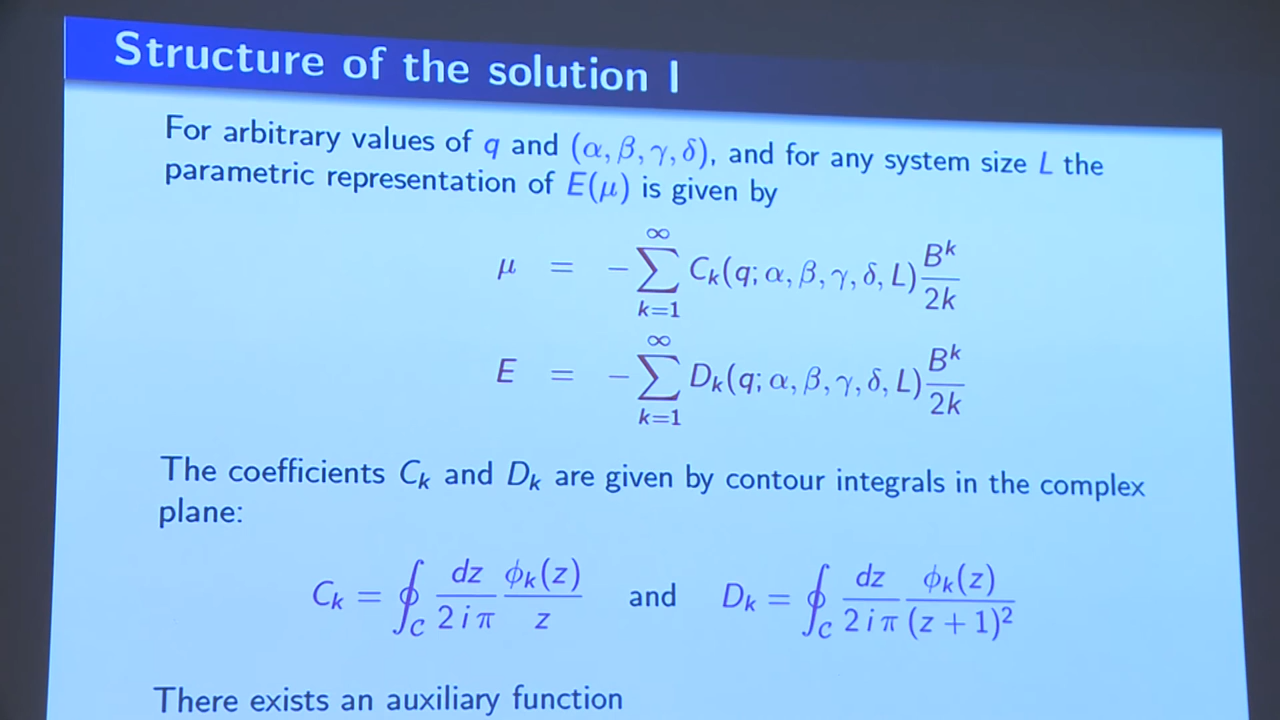 Structure of the solution I
For arbitrary values of q and (α, β, γ, δ), and for any system size L the
parametric representation of E(μ) is given by
μ = −∑_{k=1}^{∞} C_k(q; α, β, γ, δ, L) B^k/2k
E = −∑_{k=1}^{∞} D_k(q; α, β, γ, δ, L) B^k/2k
The coefficients C_k and D_k are given by contour integrals in the complex
plane:
C_k = ∮_C dz/(2iπ) ϕ_k(z)/z and D_k = ∮_C dz/(2iπ) ϕ_k(z)/(z + 1)²
There exists an auxiliary function